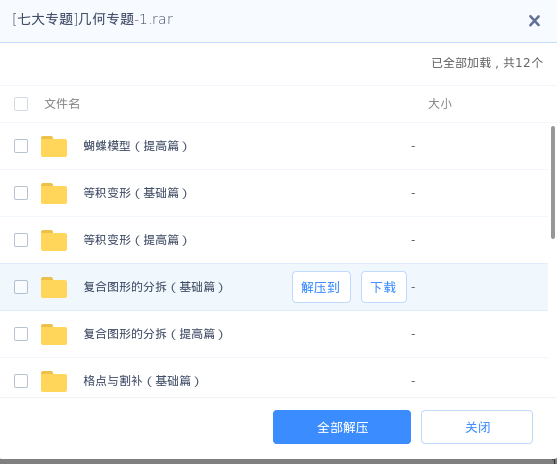 [七大专题]几何专题-1.rar
已全部加载，共12个
文件名 大小
蝴蝶模型（提高篇） -
等积变形（基础篇） -
等积变形（提高篇） -
复合图形的分拆（基础篇） 解压到 下载 -
复合图形的分拆（提高篇） -
格点与割补（基础篇） -
全部解压 关闭